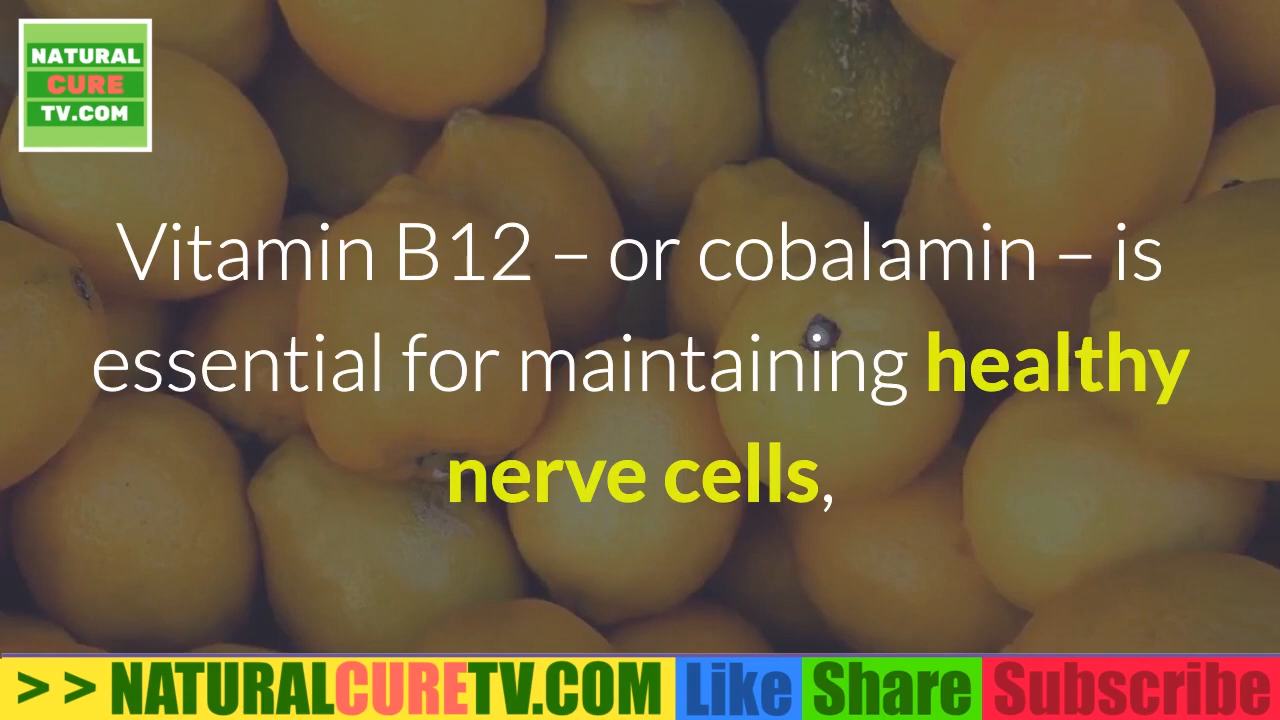 NATURAL
CURE
TV.COM
Vitamin B12 – or cobalamin – is
essential for maintaining healthy
nerve cells,
> > NATURALCURETV.COM Like Share Subscribe